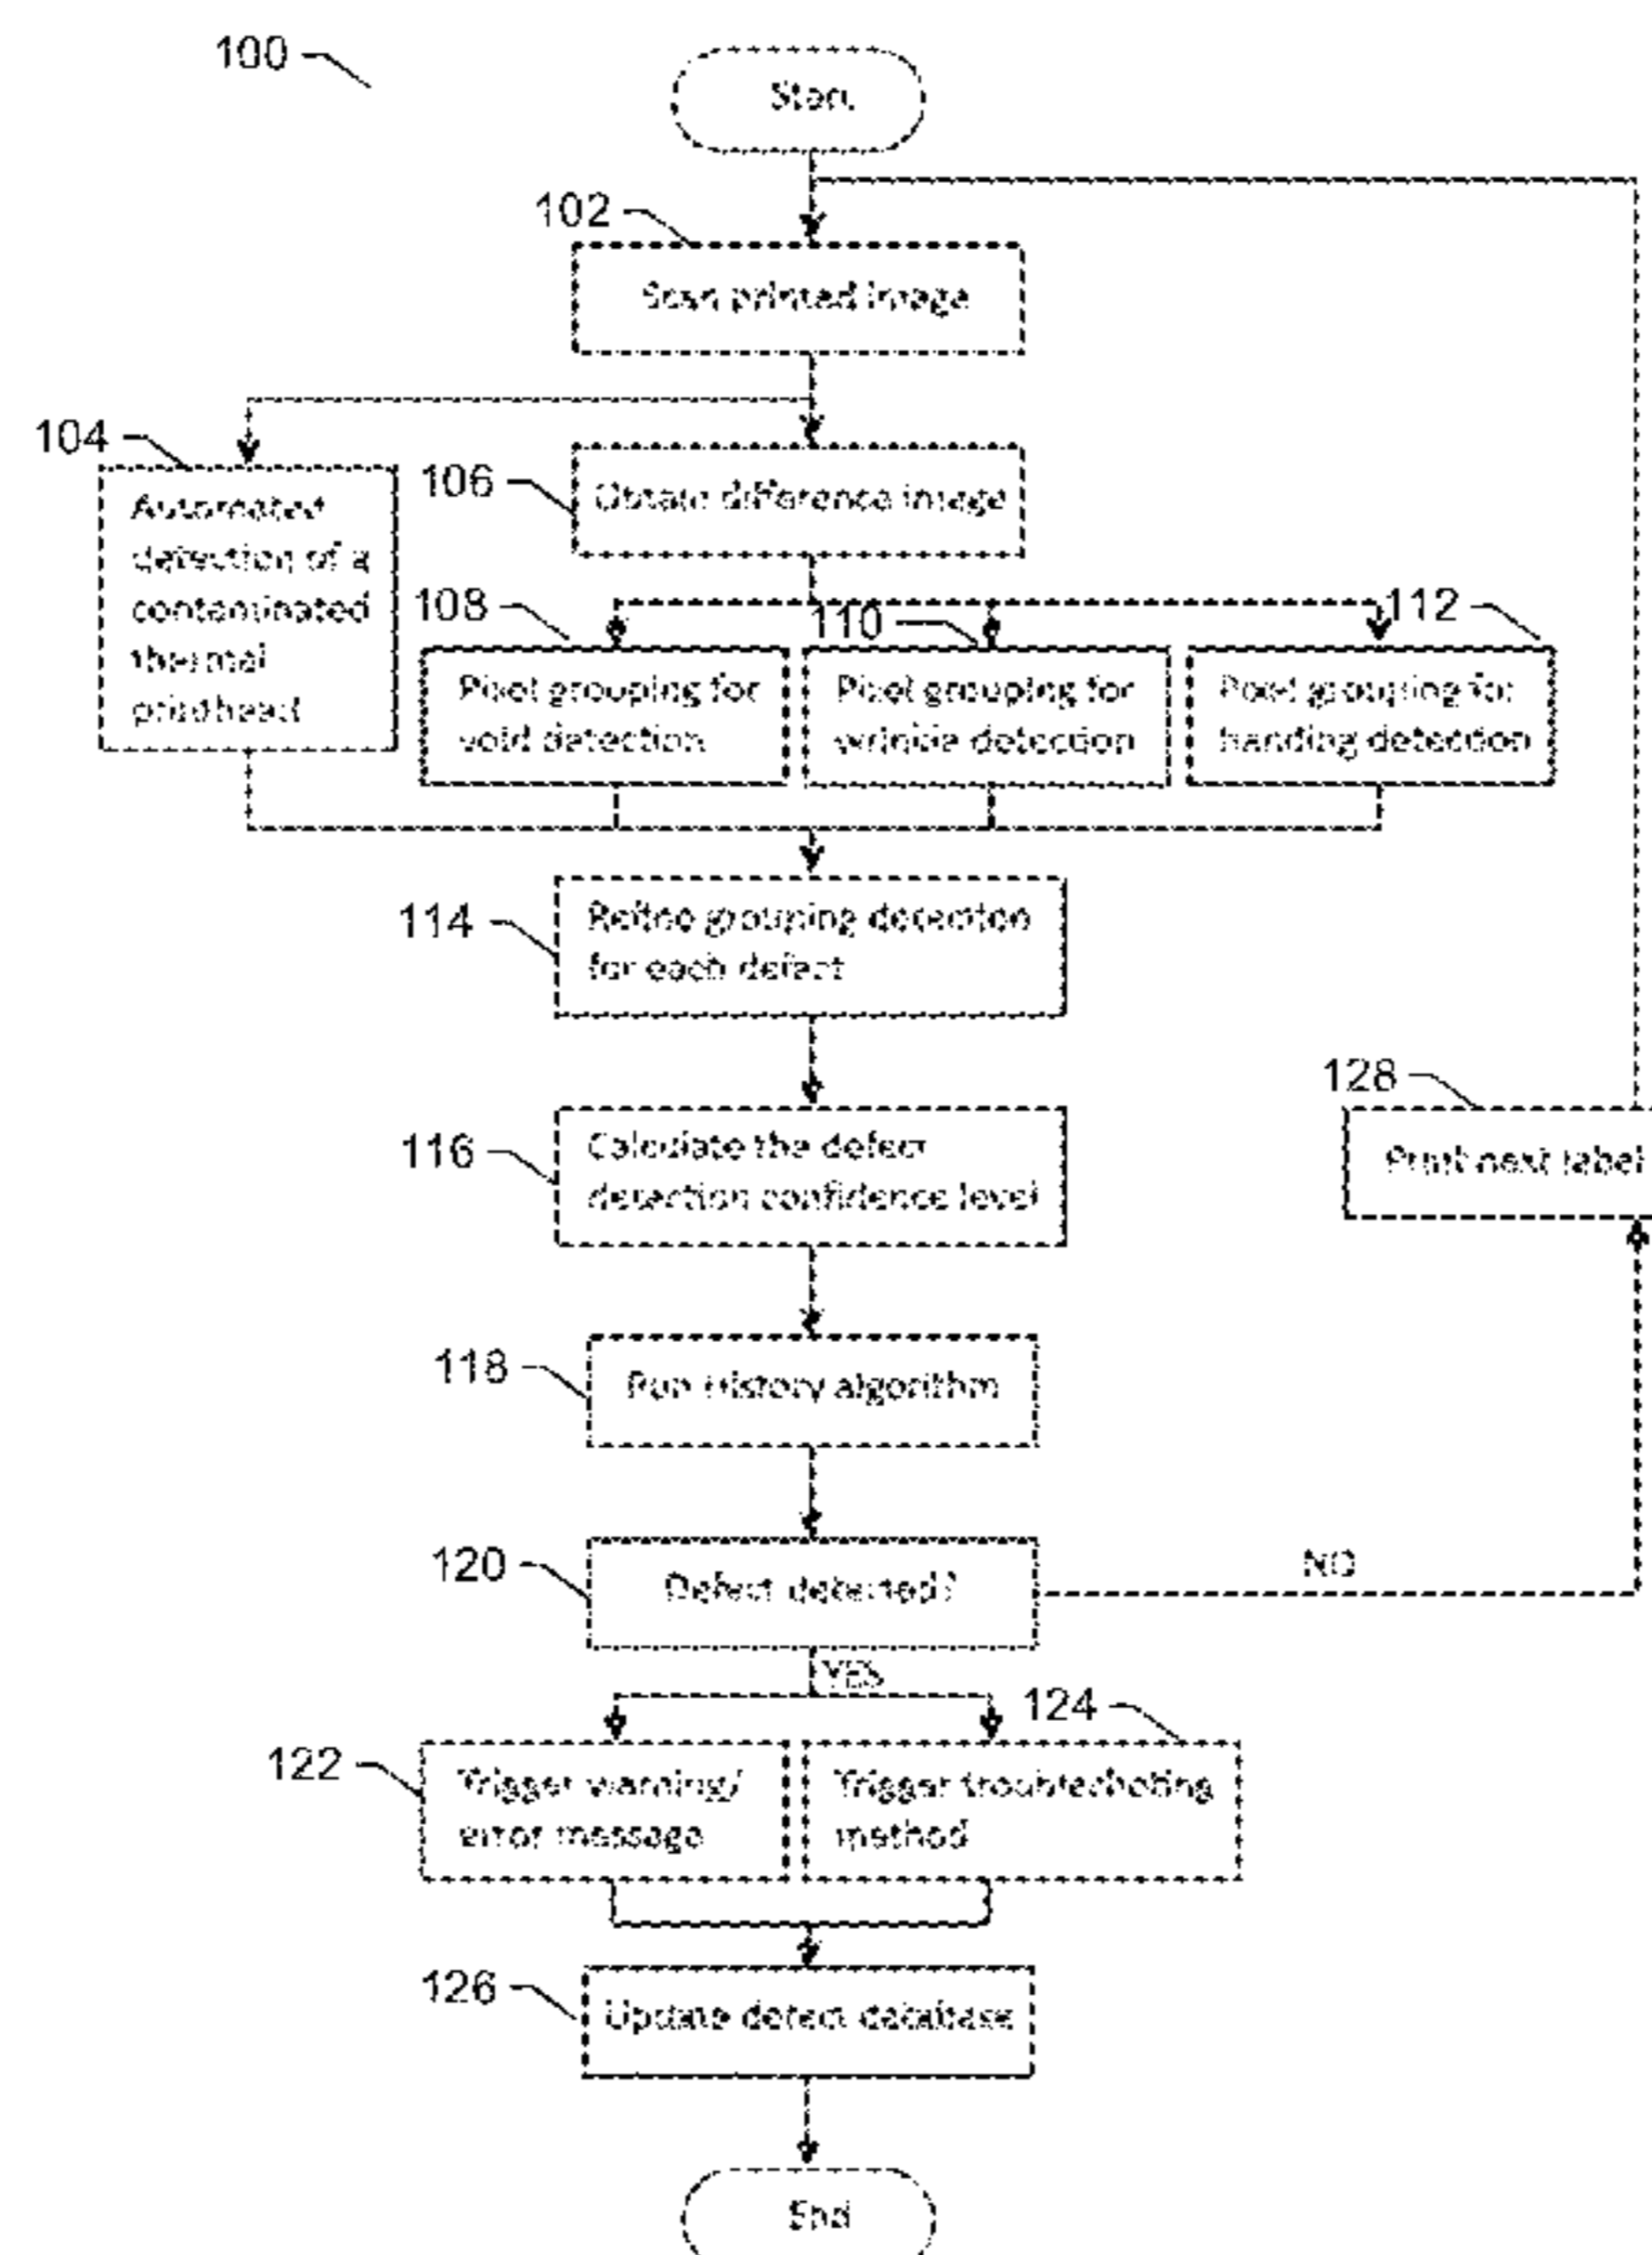 100
Start
102
Scan printed image
104
Automated
detection of a
contaminated
thermal
printhead
106
Obtain difference image
108
Pixel grouping for
void detection
110
Pixel grouping for
wrinkle detection
112
Pixel grouping for
banding detection
114
Refine grouping detection
for each defect
116
Calculate the defect
detection confidence level
118
Run History algorithm
128
Print next label
120
Defect detected?
NO
YES
122
Trigger warning/
error message
124
Trigger troubleshooting
method
126
Update defect database
End